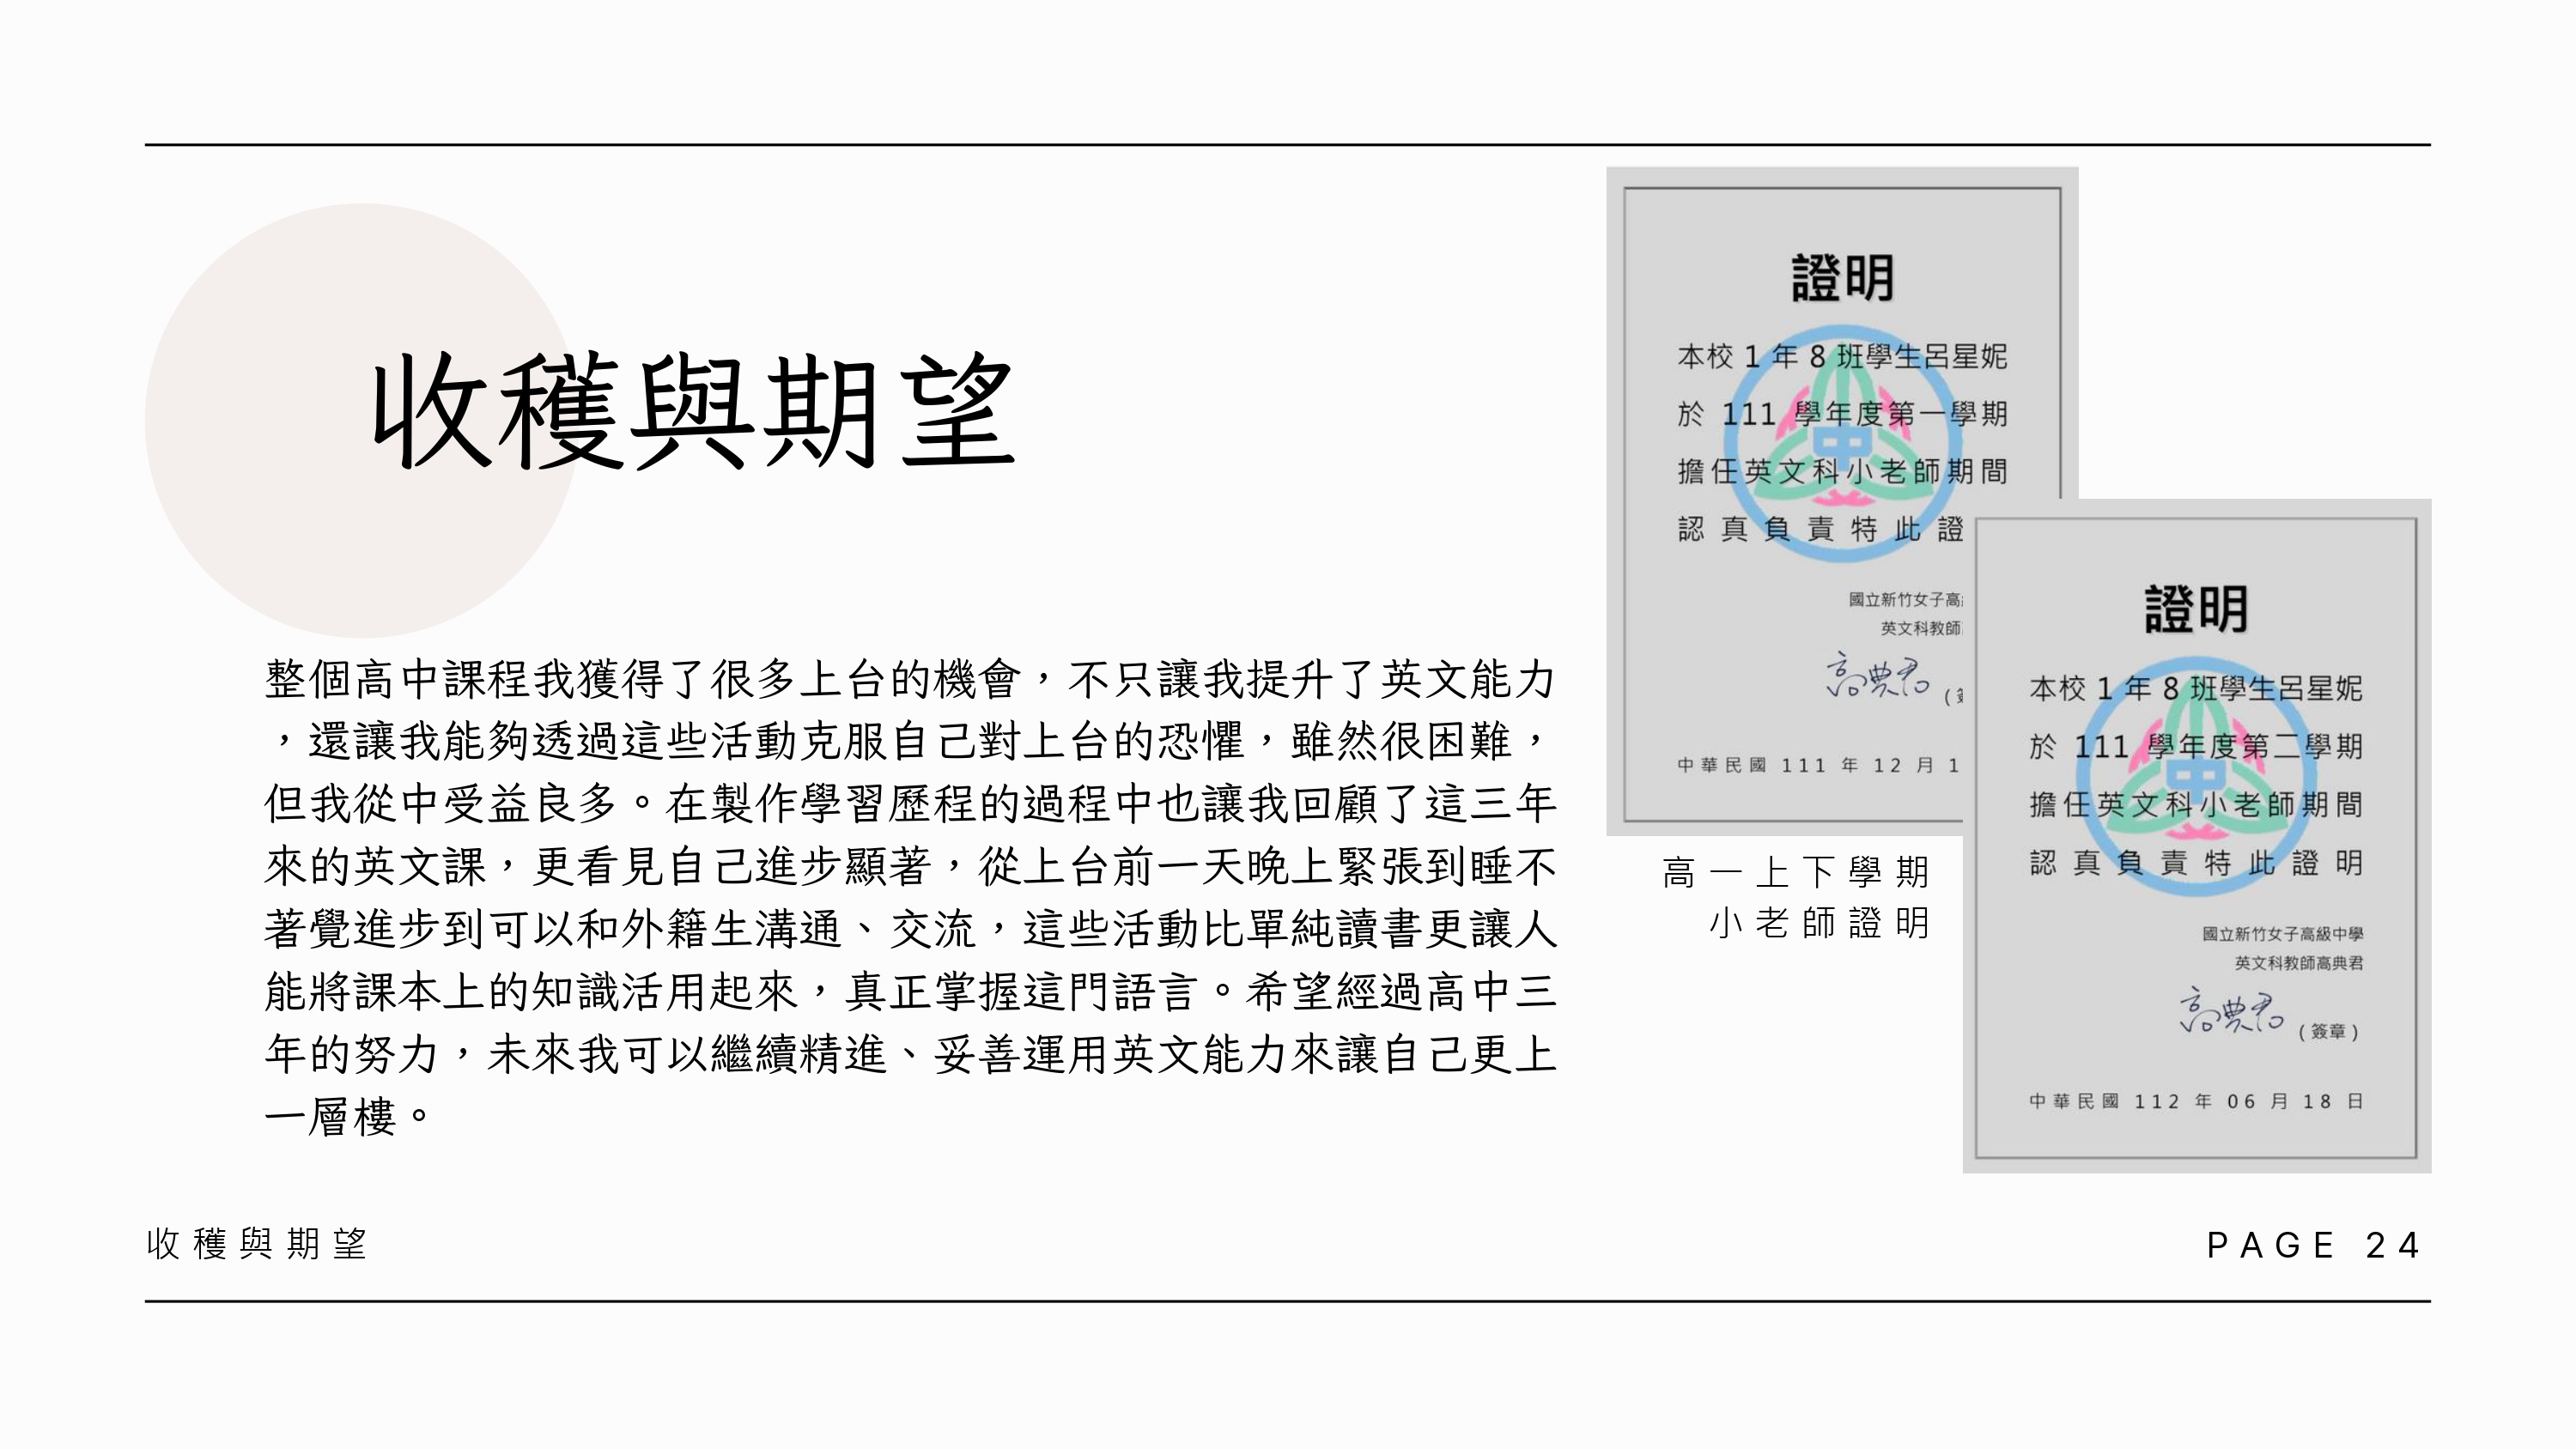 收穫與期望
整個高中課程我獲得了很多上台的機會，不只讓我提升了英文能力
，還讓我能夠透過這些活動克服自己對上台的恐懼，雖然很困難，
但我從中受益良多。在製作學習歷程的過程中也讓我回顧了這三年
來的英文課，更看見自己進步顯著，從上台前一天晚上緊張到睡不
著覺進步到可以和外籍生溝通、交流，這些活動比單純讀書更讓人
能將課本上的知識活用起來，真正掌握這門語言。希望經過高中三
年的努力，未來我可以繼續精進、妥善運用英文能力來讓自己更上
一層樓。
證明
本校 1 年 8 班學生呂星妮
於 111 學年度第一學期
擔任英文科小老師期間
認真負責特此證
國立新竹女子高
英文科教師
高典君 (
中華民國 111 年 12 月 1
高一上下學期
小老師證明
證明
本校 1 年 8 班學生呂星妮
於 111 學年度第二學期
擔任英文科小老師期間
認真負責特此證明
國立新竹女子高級中學
英文科教師高典君
高典君 (簽章)
中華民國 112 年 06 月 18 日
中
中
收穫與期望
PAGE 24